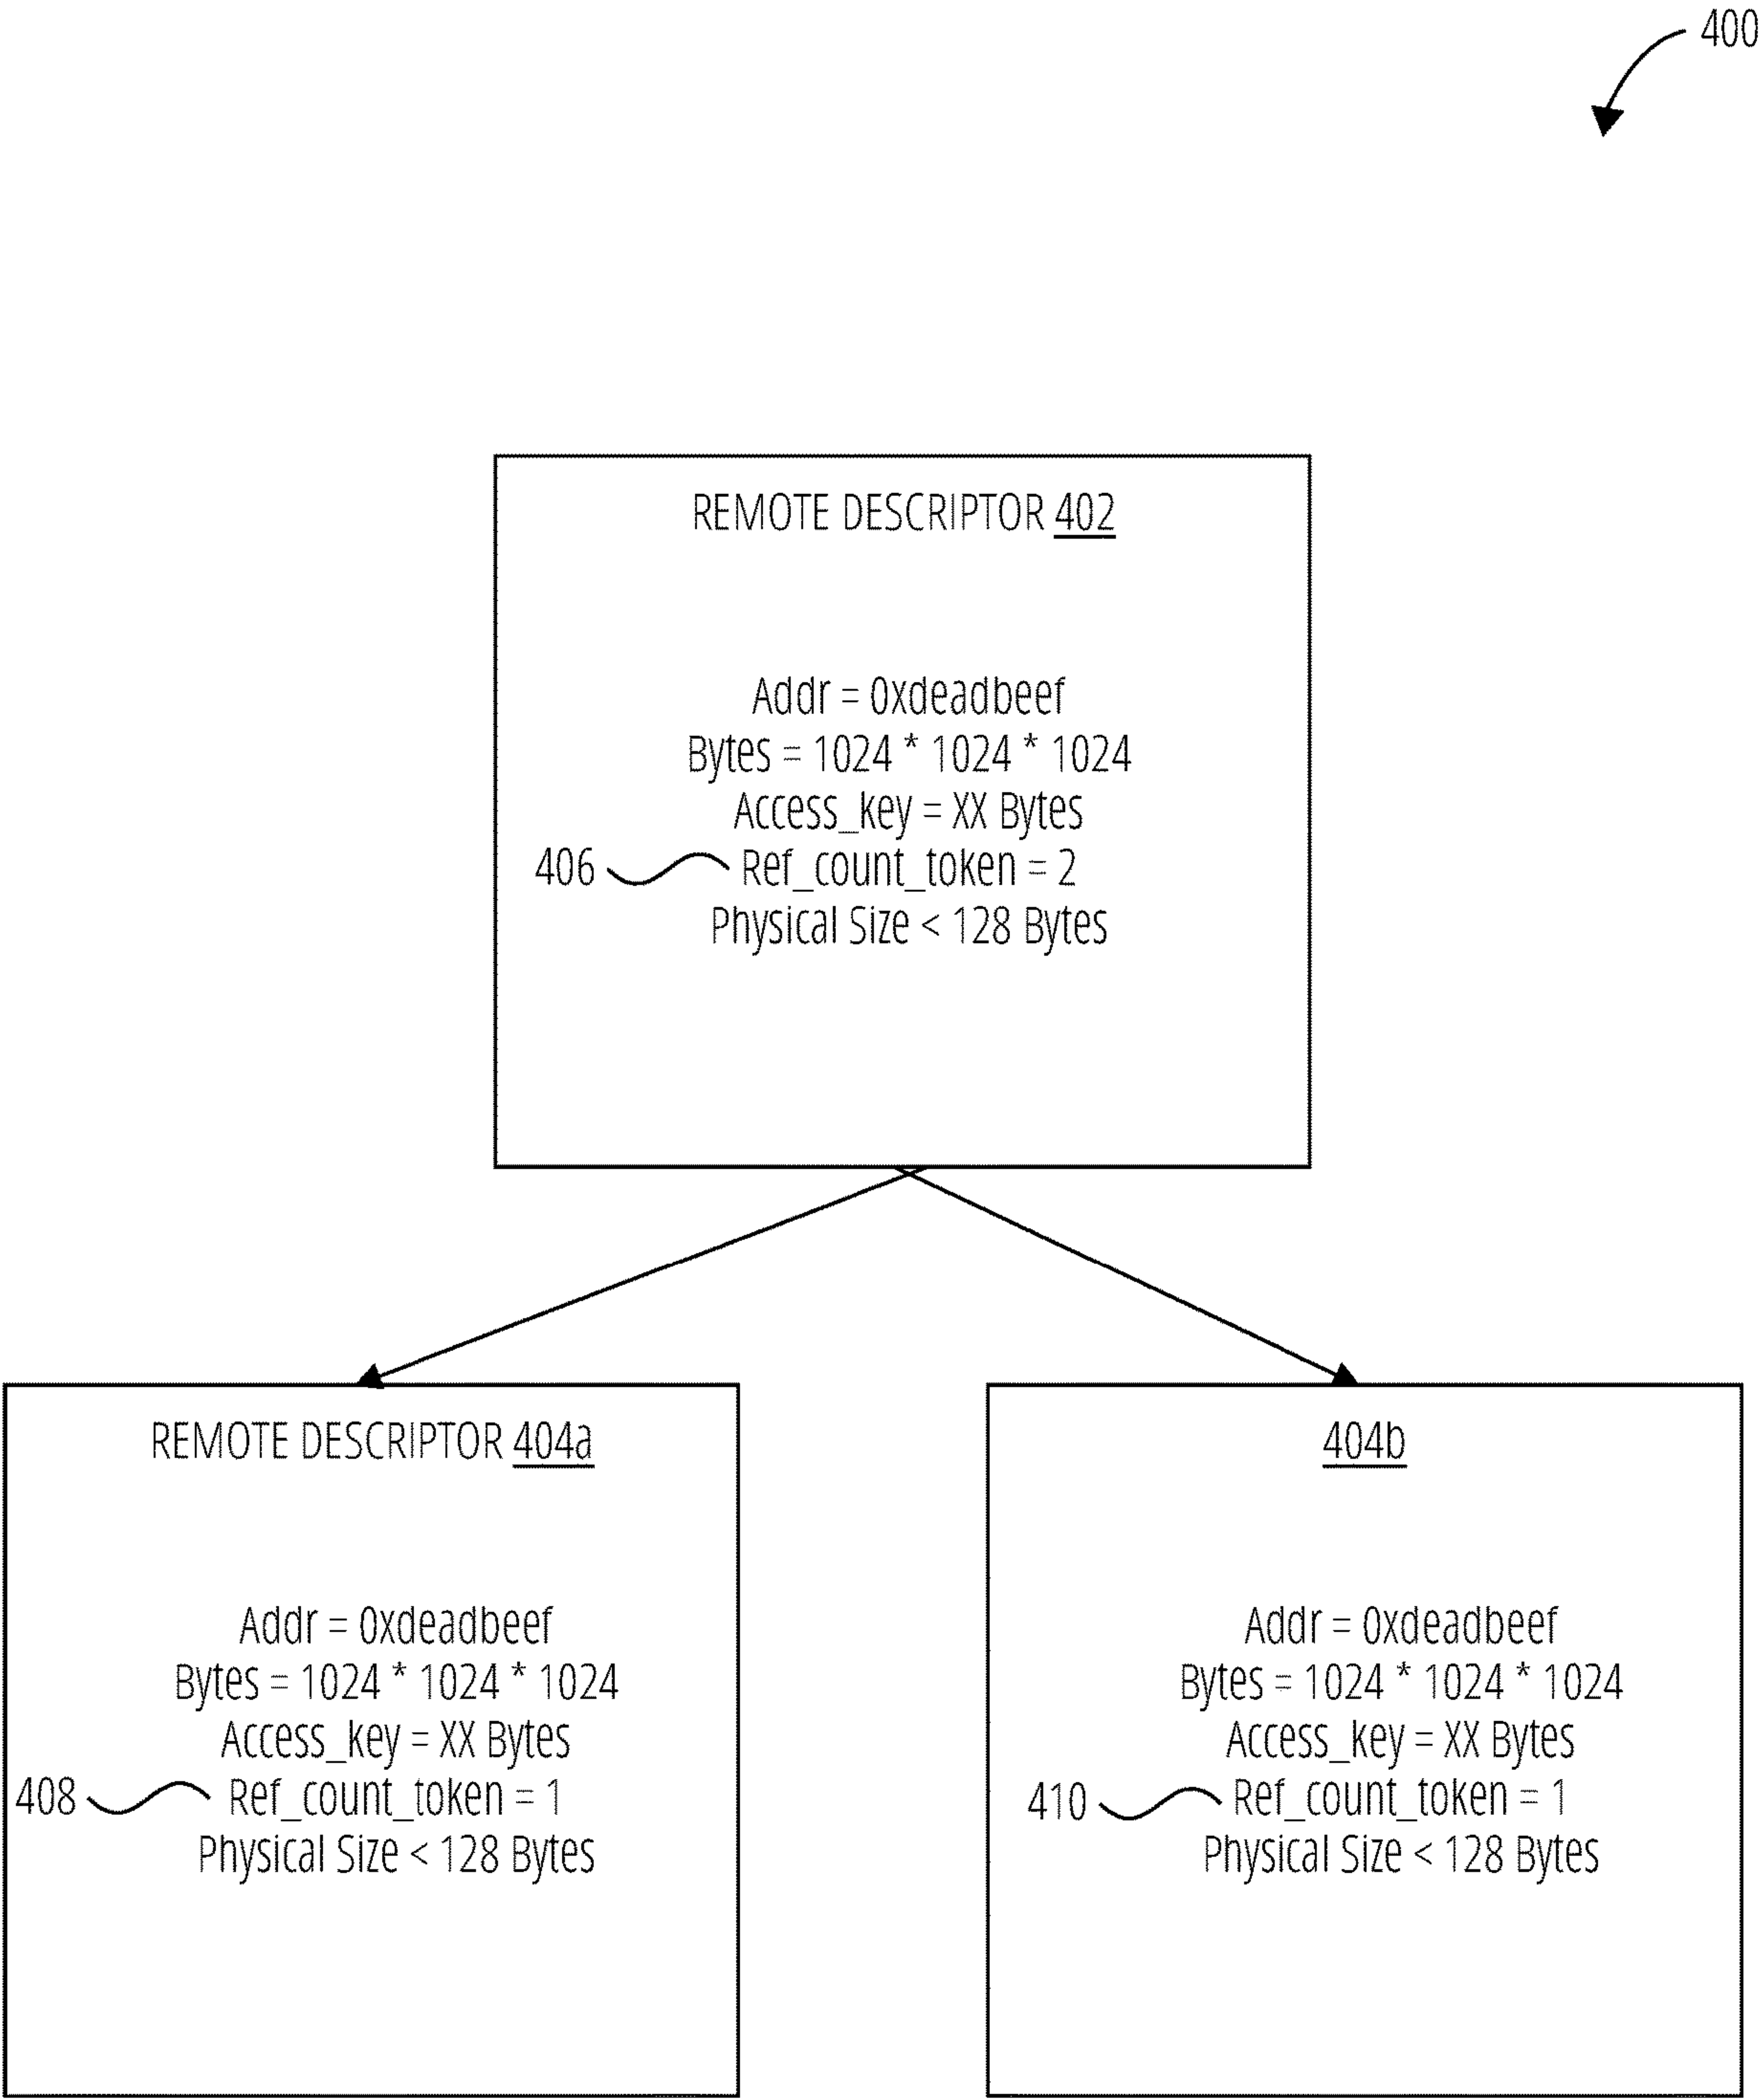 400
REMOTE DESCRIPTOR 402
Addr = 0xdeadbeef
Bytes = 1024 * 1024 * 1024
Access_key = XX Bytes
406 Ref_count_token = 2
Physical Size < 128 Bytes
REMOTE DESCRIPTOR 404a
Addr = 0xdeadbeef
Bytes = 1024 * 1024 * 1024
Access_key = XX Bytes
408 Ref_count_token = 1
Physical Size < 128 Bytes
404b
Addr = 0xdeadbeef
Bytes = 1024 * 1024 * 1024
Access_key = XX Bytes
410 Ref_count_token = 1
Physical Size < 128 Bytes